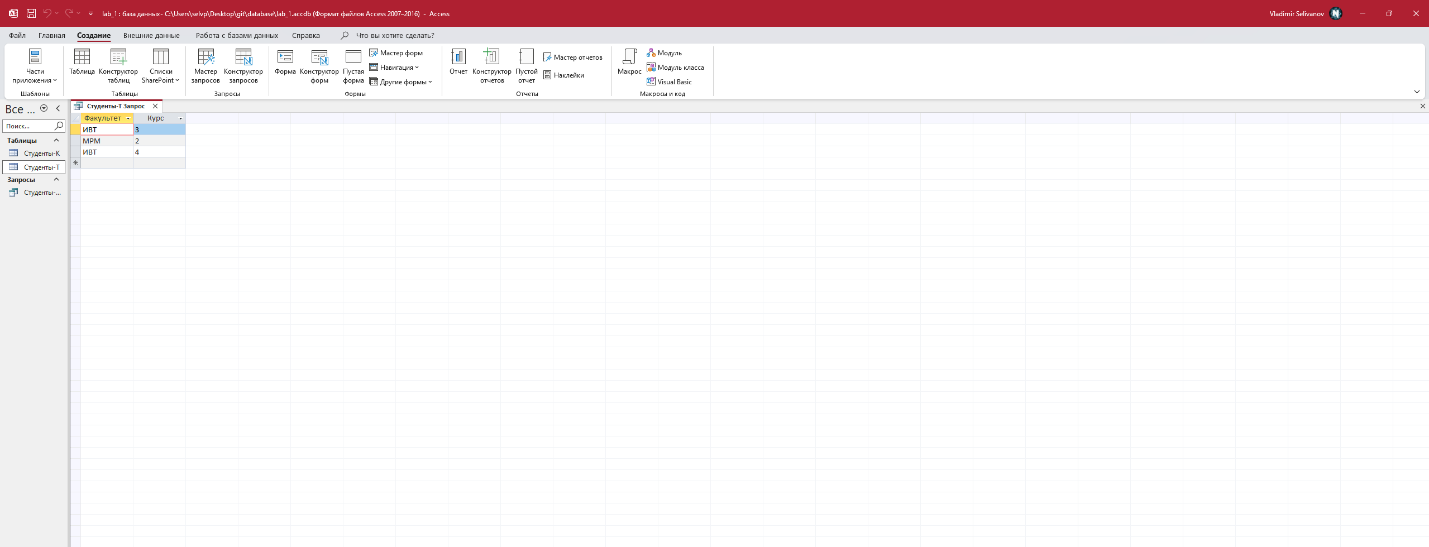 lab_1 : база данных- C:\Users\selvp\Desktop\git\database\lab_1.accdb (Формат файлов Access 2007–2016) - Access
Vladimir Selivanov
Файл Главная Создание Внешние данные Работа с базами данных Справка Что вы хотите сделать?
Части приложения
Шаблоны
Таблица
Конструктор таблиц
Списки SharePoint
Таблицы
Мастер запросов
Конструктор запросов
Запросы
Форма
Конструктор форм
Пустая форма
Мастер форм
Навигация
Другие формы
Формы
Отчет
Конструктор отчетов
Пустой отчет
Мастер отчетов
Наклейки
Отчеты
Макрос
Модуль
Модуль класса
Visual Basic
Макросы и код
Все ...
Поиск...
Таблицы
Студенты-К
Студенты-Т
Запросы
Студенты-...
Студенты-Т Запрос
Факультет Курс
ИВТ 3
МРМ 2
ИВТ 4